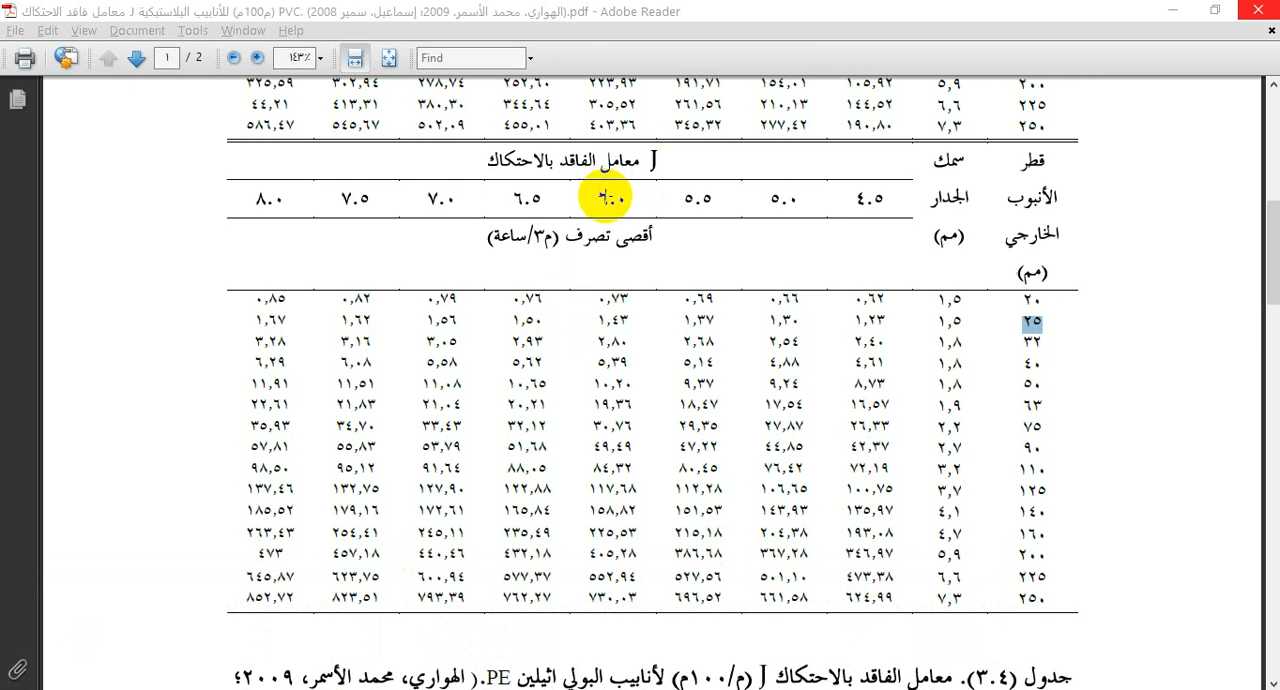 معامل فاقد الاحتكاك J للأنابيب البلاستيكية (م100م) PVC. (الهواري، محمد الأسمر، 2009؛ إسماعيل، سمير 2008).pdf - Adobe Reader
File Edit View Document Tools Window Help
١ / 2 ١٤٣٪ Find
٢٠٠ ٥,٩ ١٠٥,٩٢ ١٥٤,٠١ ١٩١,٧١ ٢٢٣,٩٣ ٢٥٢,٦٠ ٢٧٨,٧٤ ٣٠٢,٩٤ ٣٢٥,٥٩
٢٢٥ ٦,٦ ١٤٤,٥٢ ٢١٠,١٣ ٢٦١,٥٦ ٣٠٥,٥٢ ٣٤٤,٦٤ ٣٨٠,٣٠ ٤١٣,٣١ ٤٤,٢١
٢٥٠ ٧,٣ ١٩٠,٨٠ ٢٧٧,٤٢ ٣٤٥,٣٢ ٤٠٣,٣٦ ٤٥٥,٠١ ٥٠٢,٠٩ ٥٤٥,٦٧ ٥٨٦,٤٧
قطر سمك J معامل الفاقد بالاحتكاك
الأنبوب الجدار ٤.٥ ٥.٠ ٥.٥ ٦.٠ ٦.٥ ٧.٠ ٧.٥ ٨.٠
الخارجي (مم) أقصى تصرف (م٣/ساعة)
(مم)
٢٠ ١,٥ ٠,٦٢ ٠,٦٦ ٠,٦٩ ٠,٧٣ ٠,٧٦ ٠,٧٩ ٠,٨٢ ٠,٨٥
٢٥ ١,٥ ١,٢٣ ١,٣٠ ١,٣٧ ١,٤٣ ١,٥٠ ١,٥٦ ١,٦٢ ١,٦٧
٣٢ ١,٨ ٢,٤٠ ٢,٥٤ ٢,٦٨ ٢,٨٠ ٢,٩٣ ٣,٠٥ ٣,١٦ ٣,٢٨
٤٠ ١,٨ ٤,٦١ ٤,٨٨ ٥,١٤ ٥,٣٩ ٥,٦٢ ٥,٥٨ ٦,٠٨ ٦,٢٩
٥٠ ١,٨ ٨,٧٣ ٩,٢٤ ٩,٣٧ ١٠,٢٠ ١٠,٦٥ ١١,٠٨ ١١,٥١ ١١,٩١
٦٣ ١,٩ ١٦,٥٧ ١٧,٥٤ ١٨,٤٧ ١٩,٣٦ ٢٠,٢١ ٢١,٠٤ ٢١,٨٣ ٢٢,٦١
٧٥ ٢,٢ ٢٦,٣٣ ٢٧,٨٧ ٢٩,٣٥ ٣٠,٧٦ ٣٢,١٢ ٣٣,٤٣ ٣٤,٧٠ ٣٥,٩٣
٩٠ ٢,٧ ٤٢,٣٧ ٤٤,٨٥ ٤٧,٢٢ ٤٩,٤٩ ٥١,٦٨ ٥٣,٧٩ ٥٥,٨٣ ٥٧,٨١
١١٠ ٣,٢ ٧٢,١٩ ٧٦,٤٢ ٨٠,٤٥ ٨٤,٣٢ ٨٨,٠٥ ٩١,٦٤ ٩٥,١٢ ٩٨,٥٠
١٢٥ ٣,٧ ١٠٠,٧٥ ١٠٦,٦٥ ١١٢,٢٨ ١١٧,٦٨ ١٢٢,٨٨ ١٢٧,٩٠ ١٣٢,٧٥ ١٣٧,٤٦
١٤٠ ٤,١ ١٣٥,٩٧ ١٤٣,٩٣ ١٥١,٥٣ ١٥٨,٨٢ ١٦٥,٨٤ ١٧٢,٦١ ١٧٩,١٦ ١٨٥,٥٢
١٦٠ ٤,٧ ١٩٣,٠٨ ٢٠٤,٣٨ ٢١٥,١٨ ٢٢٥,٥٣ ٢٣٥,٤٩ ٢٤٥,١١ ٢٥٤,٤١ ٢٦٣,٤٣
٢٠٠ ٥,٩ ٣٤٦,٩٧ ٣٦٧,٢٨ ٣٨٦,٦٨ ٤٠٥,٢٨ ٤٣٢,١٨ ٤٤٠,٤٦ ٤٥٧,١٨ ٤٧٣
٢٢٥ ٦,٦ ٤٧٣,٣٨ ٥٠١,١٠ ٥٢٧,٥٦ ٥٥٢,٩٤ ٥٧٧,٣٧ ٦٠٠,٩٤ ٦٢٣,٧٥ ٦٤٥,٨٧
٢٥٠ ٧,٣ ٦٢٤,٩٩ ٦٦١,٥٨ ٦٩٦,٥٢ ٧٣٠,٠٣ ٧٦٢,٢٧ ٧٩٣,٣٩ ٨٢٣,٥١ ٨٥٢,٧٢
جدول (٣.٤). معامل الفاقد بالاحتكاك J (م/١٠٠م) لأنابيب البولي اثيلين PE.( الهواري، محمد الأسمر، ٢٠٠٩؛